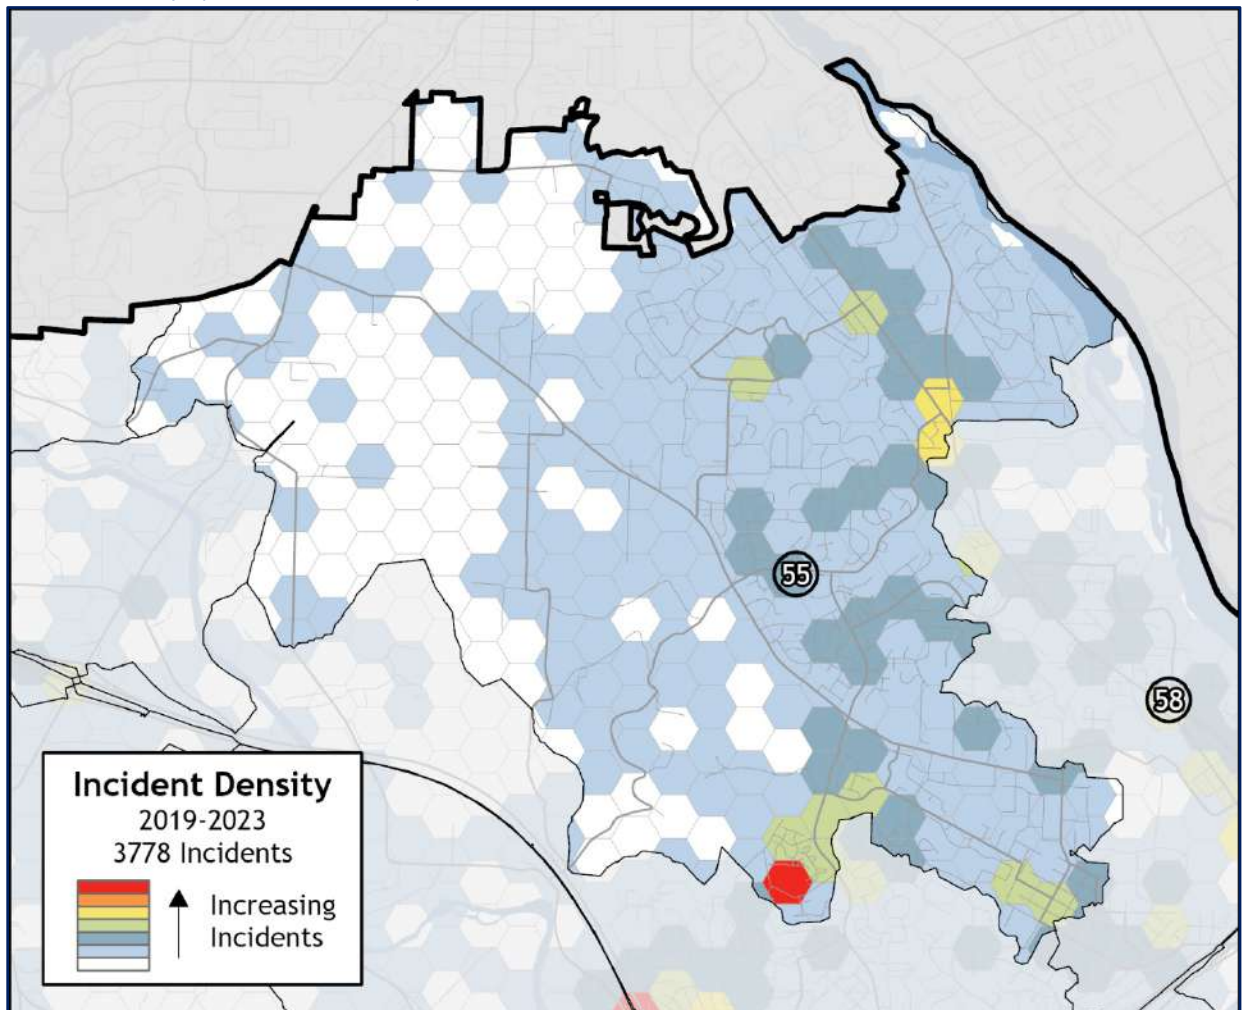 55
58
Incident Density
2019-2023
3778 Incidents
Increasing
Incidents